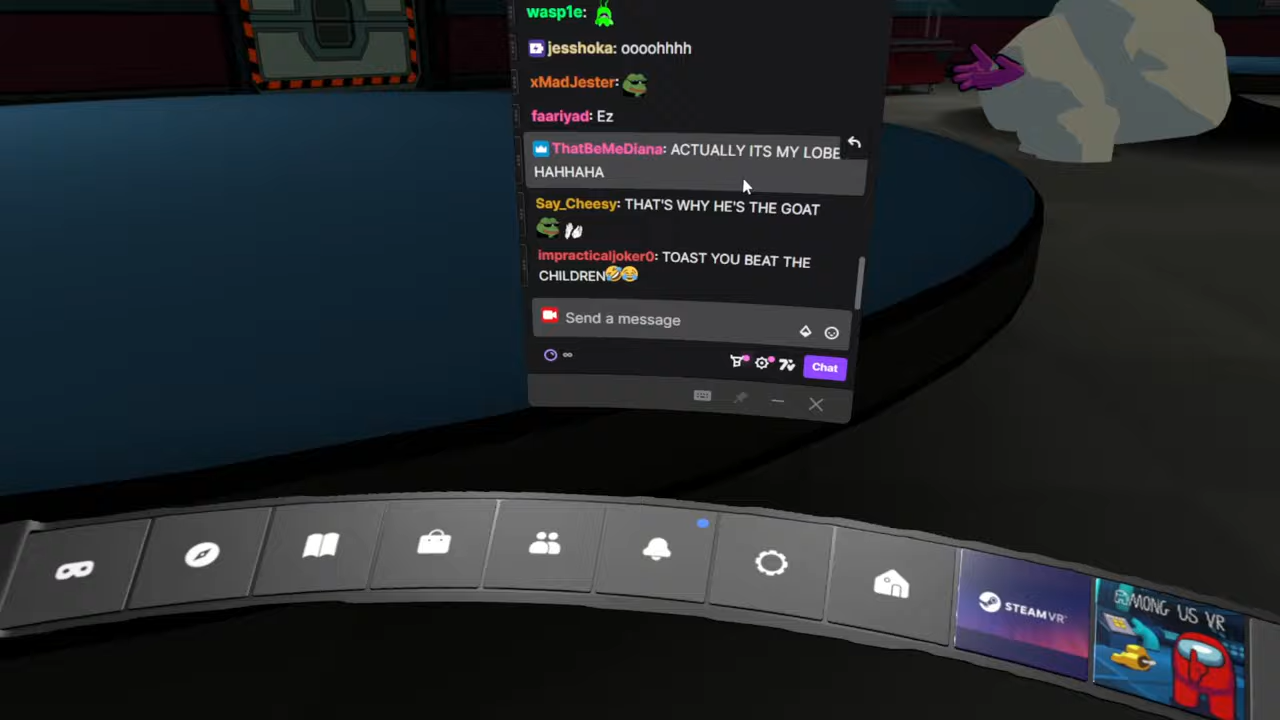 wasp1e:
jesshoka: oooohhhh
xMadJester:
faariyad: Ez
ThatBeMeDiana: ACTUALLY ITS MY LOBE
HAHHAHA
Say_Cheesy: THAT'S WHY HE'S THE GOAT
impracticaljoker0: TOAST YOU BEAT THE
CHILDREN🤣😂
Send a message
Chat
STEAMVR
AMONG US VR